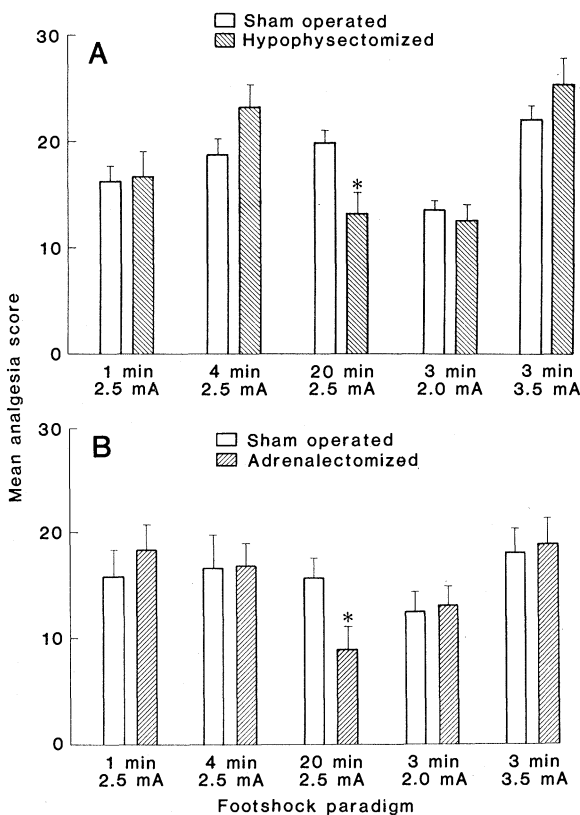 A
Sham operated
Hypophysectomized
30
20
10
0
*
1 min 4 min 20 min 3 min 3 min
2.5 mA 2.5 mA 2.5 mA 2.0 mA 3.5 mA
Mean analgesia score
B
Sham operated
Adrenalectomized
30
20
10
0
*
1 min 4 min 20 min 3 min 3 min
2.5 mA 2.5 mA 2.5 mA 2.0 mA 3.5 mA
Footshock paradigm